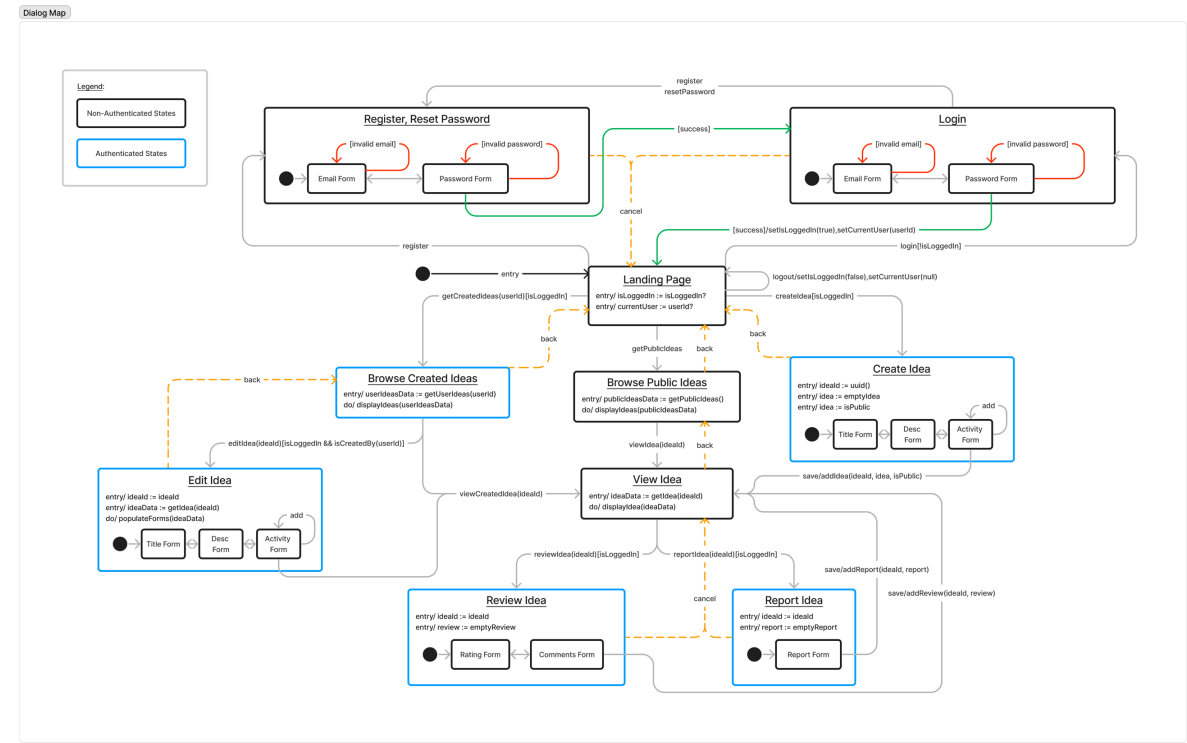 Dialog Map
Legend:
Non-Authenticated States
Authenticated States
register
resetPassword
Register, Reset Password
[invalid email]
[invalid password]
Email Form
Password Form
[success]
Login
[invalid email]
[invalid password]
Email Form
Password Form
cancel
[success]/setIsLoggedIn(true),setCurrentUser(userId)
register
login[!isLoggedIn]
entry
Landing Page
entry/ isLoggedIn := isLoggedIn?
entry/ currentUser := userId?
logout/setIsLoggedIn(false),setCurrentUser(null)
getCreatedIdeas(userId)[isLoggedIn]
createIdea[isLoggedIn]
back
getPublicIdeas
back
back
back
Browse Created Ideas
entry/ userIdeasData := getUserIdeas(userId)
do/ displayIdeas(userIdeasData)
Browse Public Ideas
entry/ publicIdeasData := getPublicIdeas()
do/ displayIdeas(publicIdeasData)
Create Idea
entry/ ideaId := uuid()
entry/ idea := emptyIdea
entry/ idea := isPublic
add
Title Form
Desc
Form
Activity
Form
editIdea(ideaId)[isLoggedIn && isCreatedBy(userId)]
viewIdea(ideaId)
back
save/addIdea(ideaId, idea, isPublic)
Edit Idea
entry/ ideaId := ideaId
entry/ ideaData := getIdea(ideaId)
do/ populateForms(ideaData)
add
Title Form
Desc
Form
Activity
Form
viewCreatedIdea(ideaId)
View Idea
entry/ ideaData := getIdea(ideaId)
do/ displayIdea(ideaData)
reviewIdea(ideaId)[isLoggedIn]
reportIdea(ideaId)[isLoggedIn]
save/addReport(ideaId, report)
save/addReview(ideaId, review)
cancel
Review Idea
entry/ ideaId := ideaId
entry/ review := emptyReview
Rating Form
Comments Form
Report Idea
entry/ ideaId := ideaId
entry/ report := emptyReport
Report Form